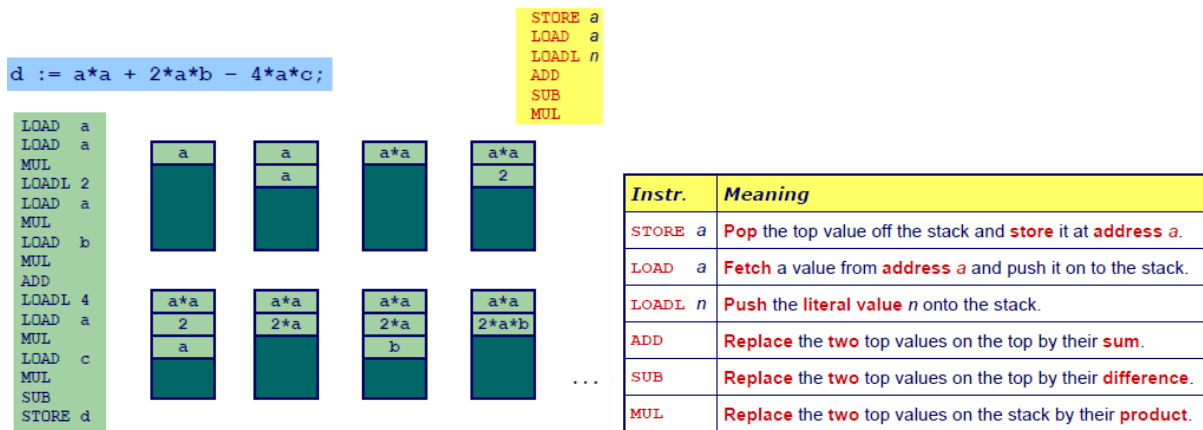 STORE a
LOAD a
LOADL n
ADD
SUB
MUL
d := a*a + 2*a*b - 4*a*c;
LOAD a
LOAD a
MUL
LOADL 2
LOAD a
MUL
LOAD b
MUL
ADD
LOADL 4
LOAD a
MUL
LOAD c
MUL
SUB
STORE d
a
a
a
a*a
a*a
2
a*a
2
a
a*a
2*a
a*a
2*a
b
a*a
2*a*b
...
Instr. Meaning
STORE a Pop the top value off the stack and store it at address a.
LOAD a Fetch a value from address a and push it on to the stack.
LOADL n Push the literal value n onto the stack.
ADD Replace the two top values on the top by their sum.
SUB Replace the two top values on the top by their difference.
MUL Replace the two top values on the stack by their product.